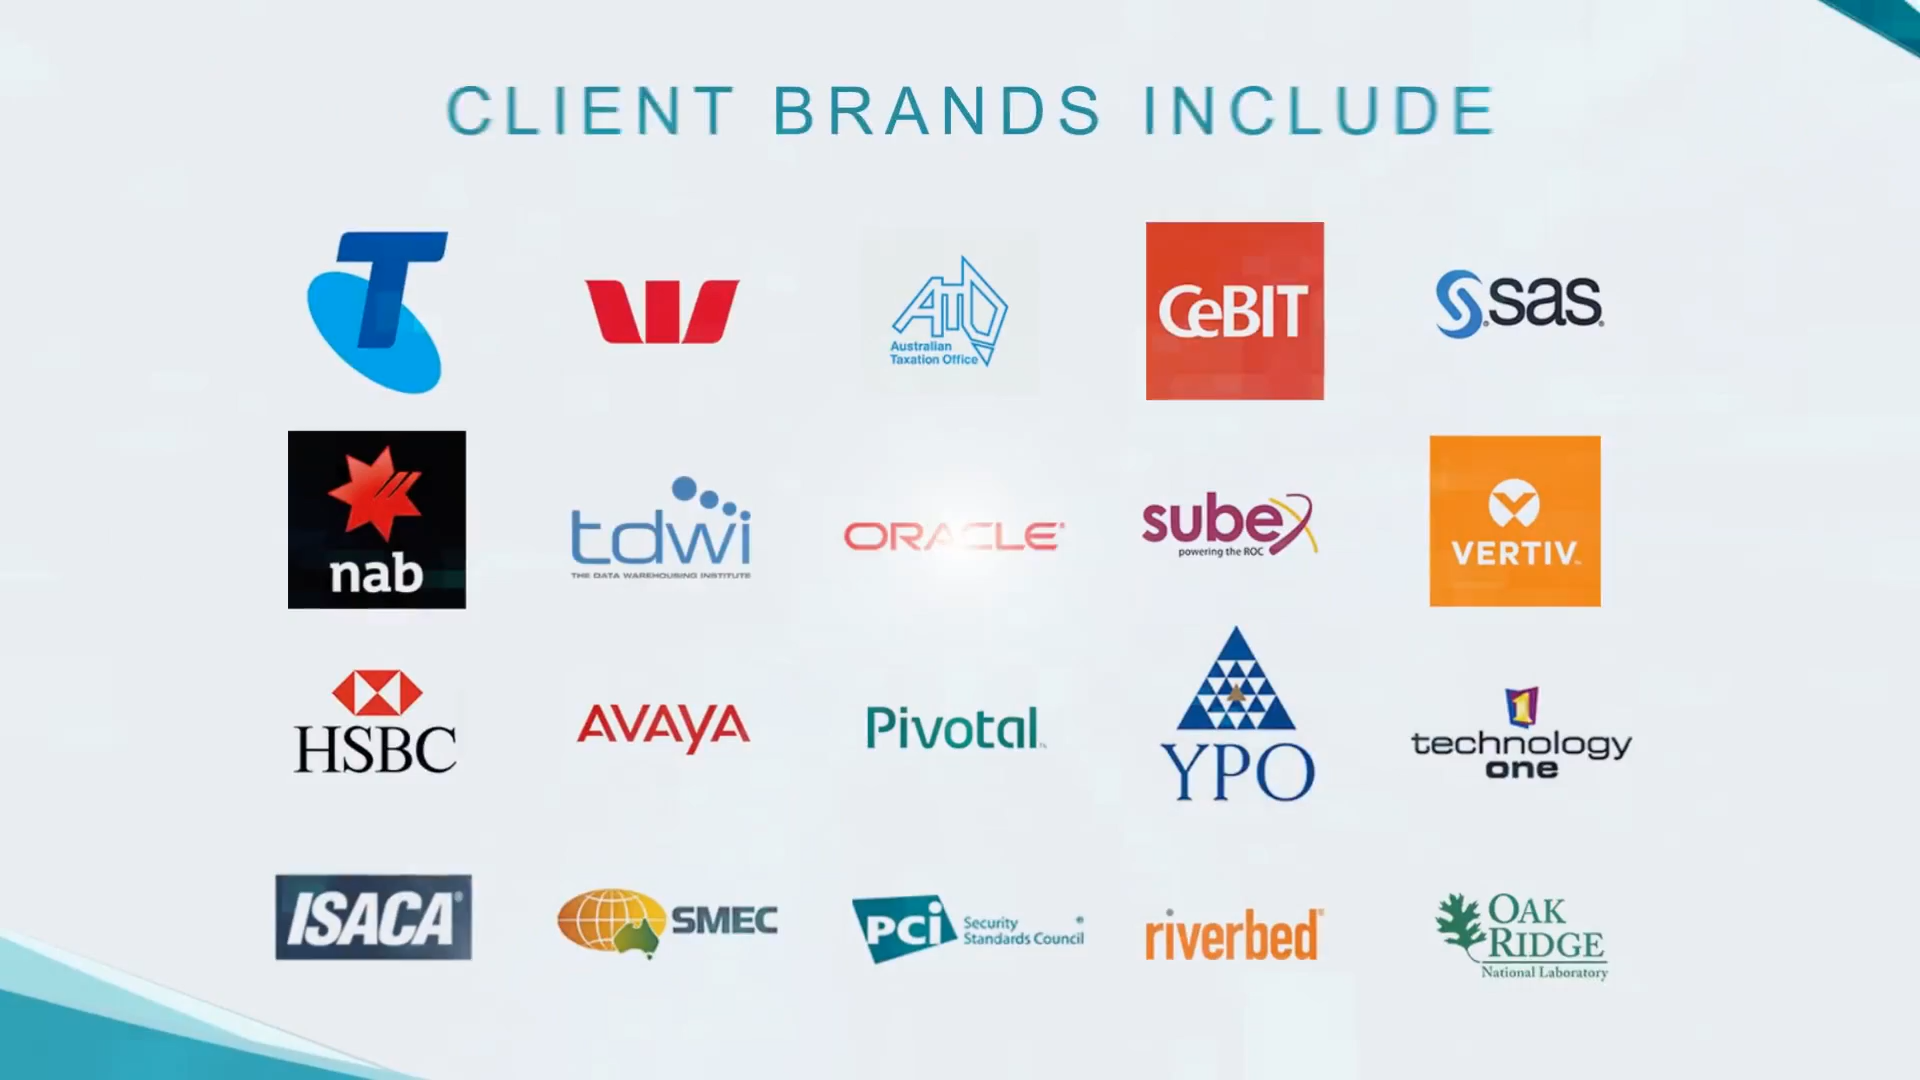 CLIENT BRANDS INCLUDE
T
W
ATO
Australian
Taxation Office
CeBIT
sas
nab
tdwi
THE DATA WAREHOUSING INSTITUTE
ORACLE
subex
powering the ROC
VERTIV
HSBC
AVAYA
Pivotal
YPO
1
technology
one
ISACA
SMEC
PCi
Security
Standards Council
riverbed
OAK
RIDGE
National Laboratory